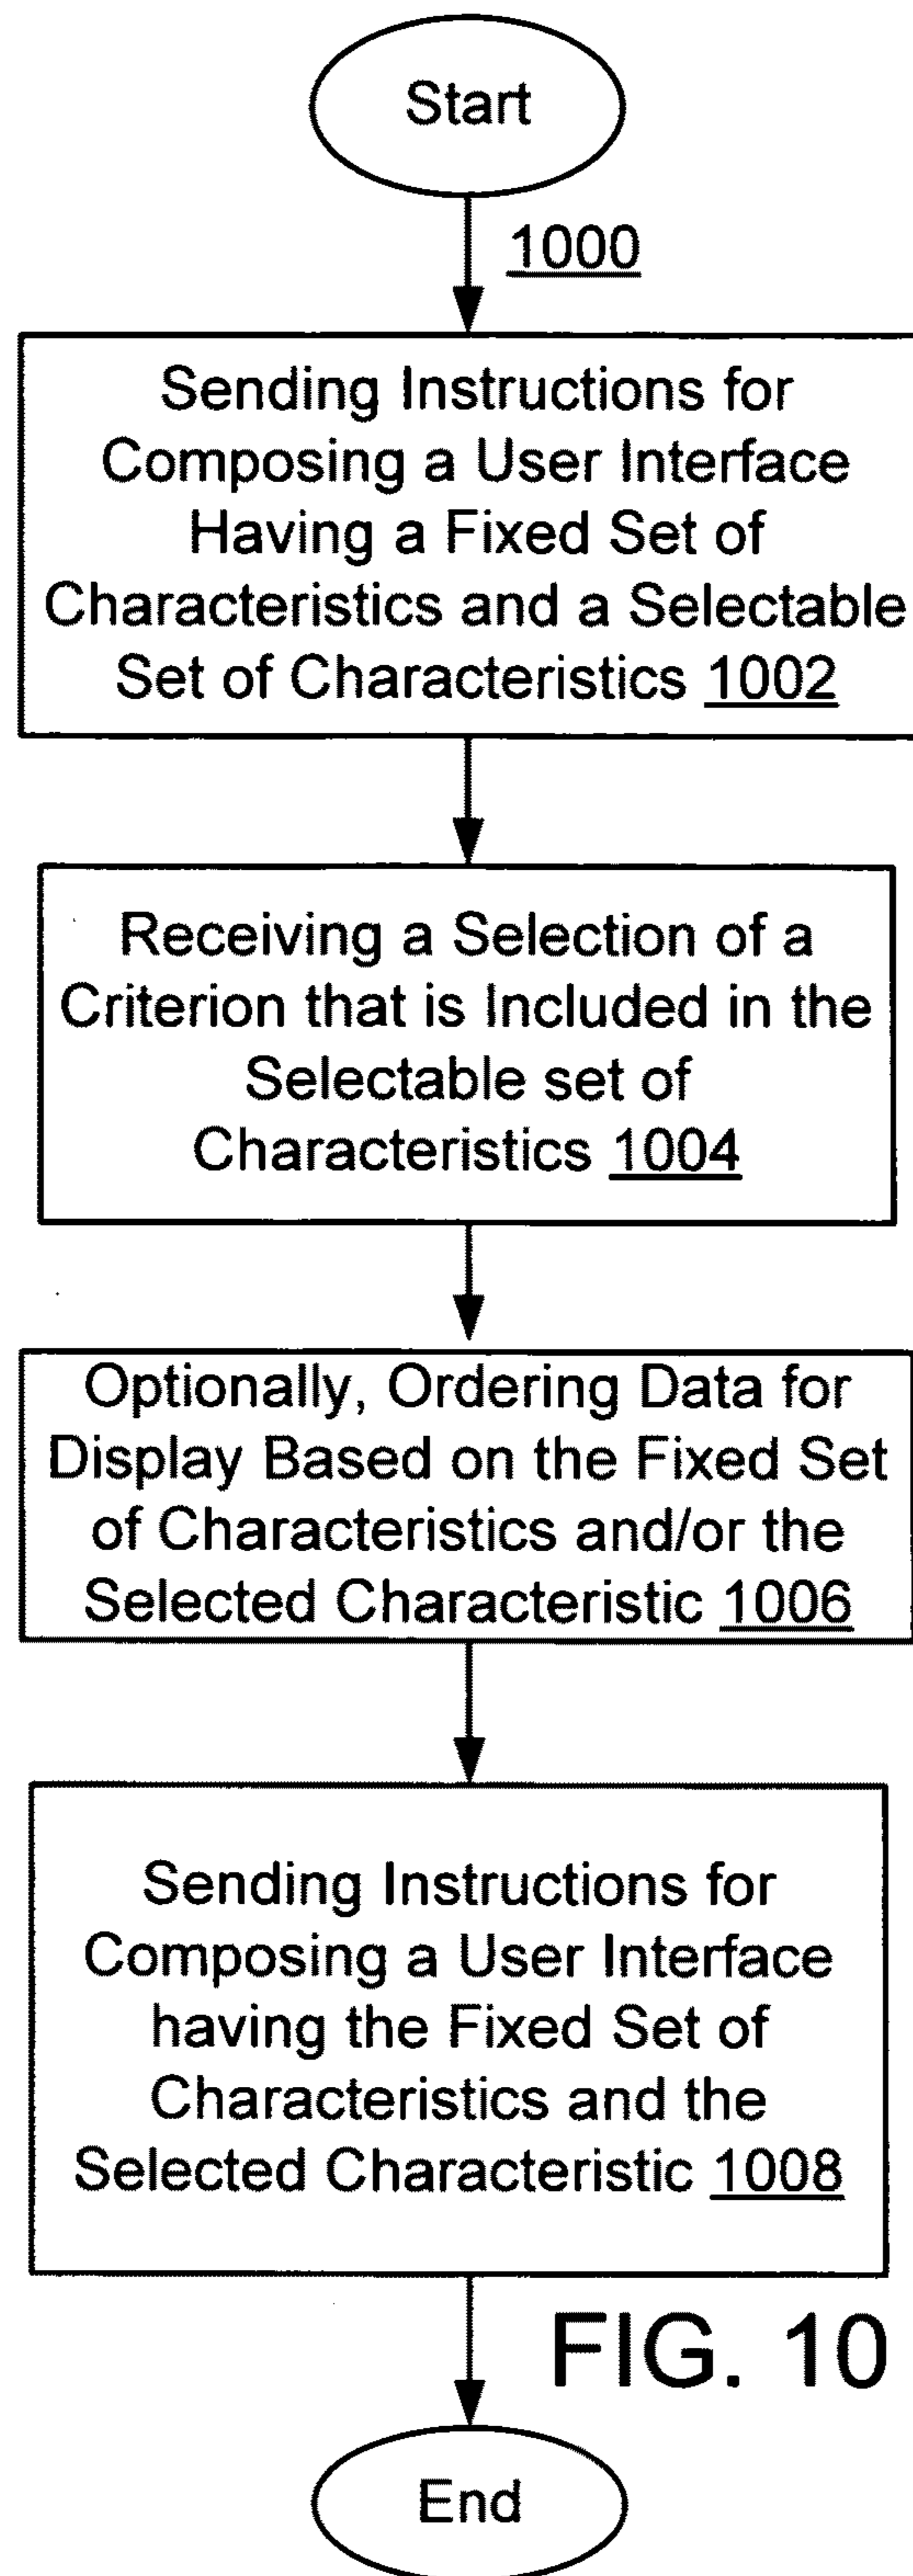 Start
1000
Sending Instructions for
Composing a User Interface
Having a Fixed Set of
Characteristics and a Selectable
Set of Characteristics 1002
Receiving a Selection of a
Criterion that is Included in the
Selectable set of
Characteristics 1004
Optionally, Ordering Data for
Display Based on the Fixed Set
of Characteristics and/or the
Selected Characteristic 1006
Sending Instructions for
Composing a User Interface
having the Fixed Set of
Characteristics and the
Selected Characteristic 1008
FIG. 10
End